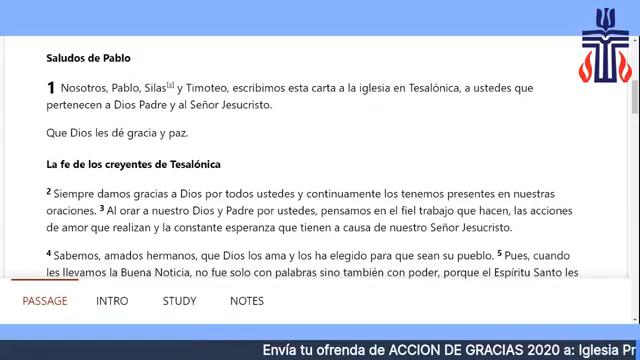 Saludos de Pablo
1 Nosotros, Pablo, Silas[a] y Timoteo, escribimos esta carta a la iglesia en Tesalónica, a ustedes que
pertenecen a Dios Padre y al Señor Jesucristo.
Que Dios les dé gracia y paz.
La fe de los creyentes de Tesalónica
2 Siempre damos gracias a Dios por todos ustedes y continuamente los tenemos presentes en nuestras
oraciones. 3 Al orar a nuestro Dios y Padre por ustedes, pensamos en el fiel trabajo que hacen, las acciones
de amor que realizan y la constante esperanza que tienen a causa de nuestro Señor Jesucristo.
4 Sabemos, amados hermanos, que Dios los ama y los ha elegido para que sean su pueblo. 5 Pues, cuando
les llevamos la Buena Noticia, no fue solo con palabras sino también con poder, porque el Espíritu Santo les
PASSAGE INTRO STUDY NOTES
Envía tu ofrenda de ACCION DE GRACIAS 2020 a: Iglesia Pr